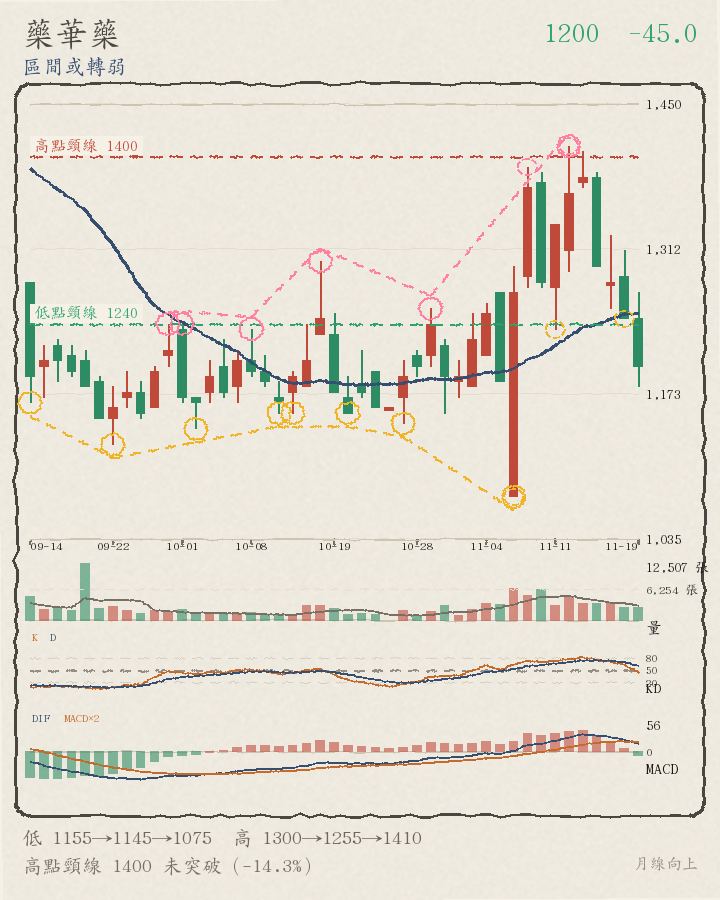 藥華藥
1200 -45.0
區間或轉弱
1,450
高點頸線 1400
1,312
低點頸線 1240
1,173
1,035
09-14 09-22 10-01 10-08 10-19 10-28 11-04 11-11 11-19
12,507 張
6,254 張
量
K D
80
50
20
KD
DIF MACD×2
56
0
MACD
低 1155→1145→1075 高 1300→1255→1410
高點頸線 1400 未突破 (-14.3%)
月線向上